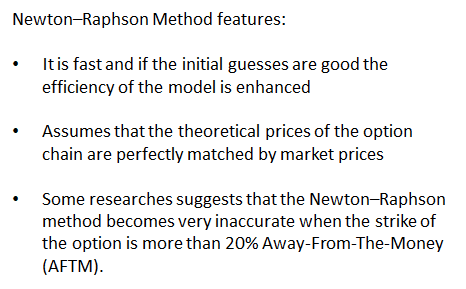 Newton–Raphson Method features:
• It is fast and if the initial guesses are good the
efficiency of the model is enhanced
• Assumes that the theoretical prices of the option
chain are perfectly matched by market prices
• Some researches suggests that the Newton–Raphson
method becomes very inaccurate when the strike of
the option is more than 20% Away-From-The-Money
(AFTM).